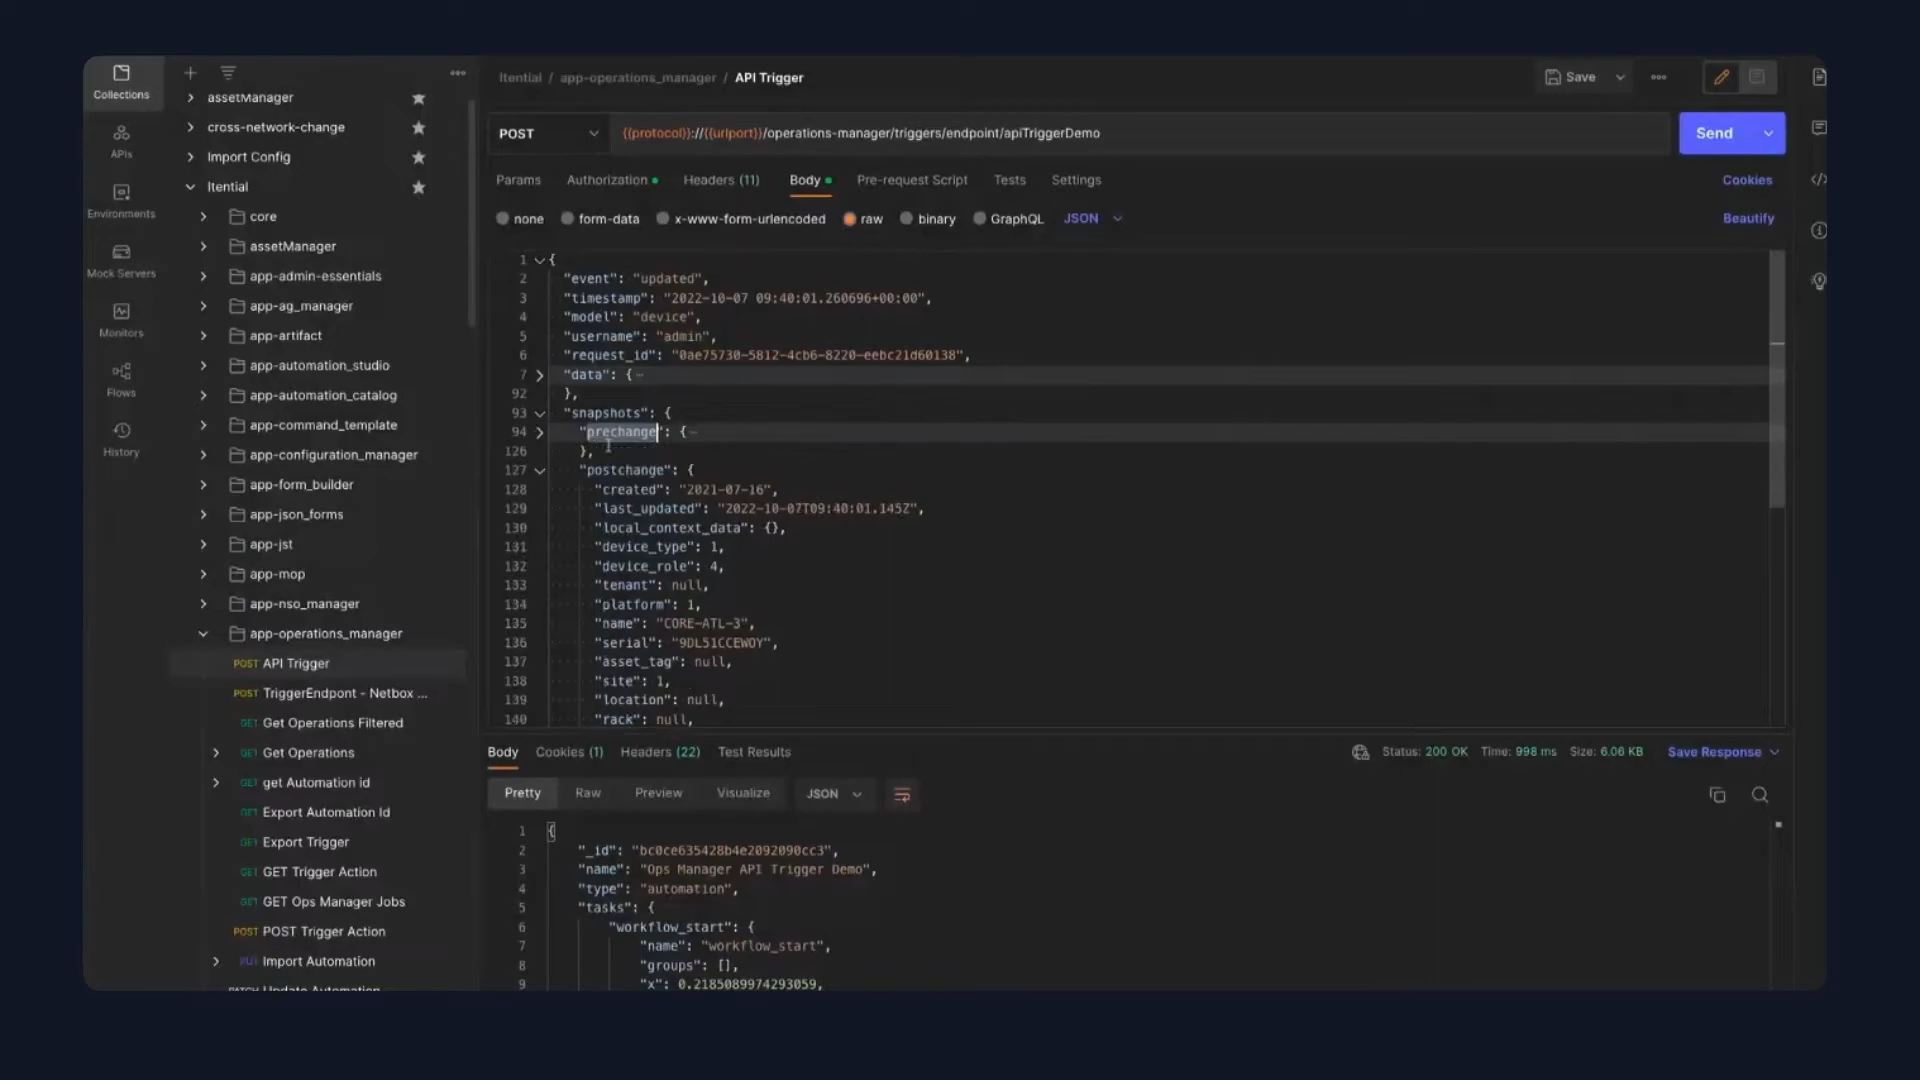 Collections
APIs
Environments
Mock Servers
Monitors
Flows
History
assetManager
cross-network-change
Import Config
Itential
core
assetManager
app-admin-essentials
app-ag_manager
app-artifact
app-automation_studio
app-automation_catalog
app-command_template
app-configuration_manager
app-form_builder
app-json_forms
app-jst
app-mop
app-nso_manager
app-operations_manager
POST API Trigger
POST TriggerEndpont - Netbox ...
GET Get Operations Filtered
GET Get Operations
GET get Automation id
GET Export Automation Id
GET Export Trigger
GET GET Trigger Action
GET GET Ops Manager Jobs
POST POST Trigger Action
PUT Import Automation
PATCH Update Automation
Itential / app-operations_manager / API Trigger
Save
POST {{protocol}}://{{urlport}}/operations-manager/triggers/endpoint/apiTriggerDemo
Send
Params Authorization Headers (11) Body Pre-request Script Tests Settings Cookies
none form-data x-www-form-urlencoded raw binary GraphQL JSON Beautify
1 {
2 "event": "updated",
3 "timestamp": "2022-10-07 09:40:01.260696+00:00",
4 "model": "device",
5 "username": "admin",
6 "request_id": "0ae75730-5812-4cb6-8220-eebc21d60138",
7 "data": {
92 },
93 "snapshots": {
94 "prechange": {
126 },
127 "postchange": {
128 "created": "2021-07-16",
129 "last_updated": "2022-10-07T09:40:01.145Z",
130 "local_context_data": {},
131 "device_type": 1,
132 "device_role": 4,
133 "tenant": null,
134 "platform": 1,
135 "name": "CORE-ATL-3",
136 "serial": "9DL51CCEWOY",
137 "asset_tag": null,
138 "site": 1,
139 "location": null,
140 "rack": null,
Body Cookies (1) Headers (22) Test Results
Status: 200 OK Time: 998 ms Size: 6.06 KB Save Response
Pretty Raw Preview Visualize JSON
1 {
2 "_id": "bc0ce635428b4e2092090cc3",
3 "name": "Ops Manager API Trigger Demo",
4 "type": "automation",
5 "tasks": {
6 "workflow_start": {
7 "name": "workflow_start",
8 "groups": [],
9 "x": 0.2185089974293059,